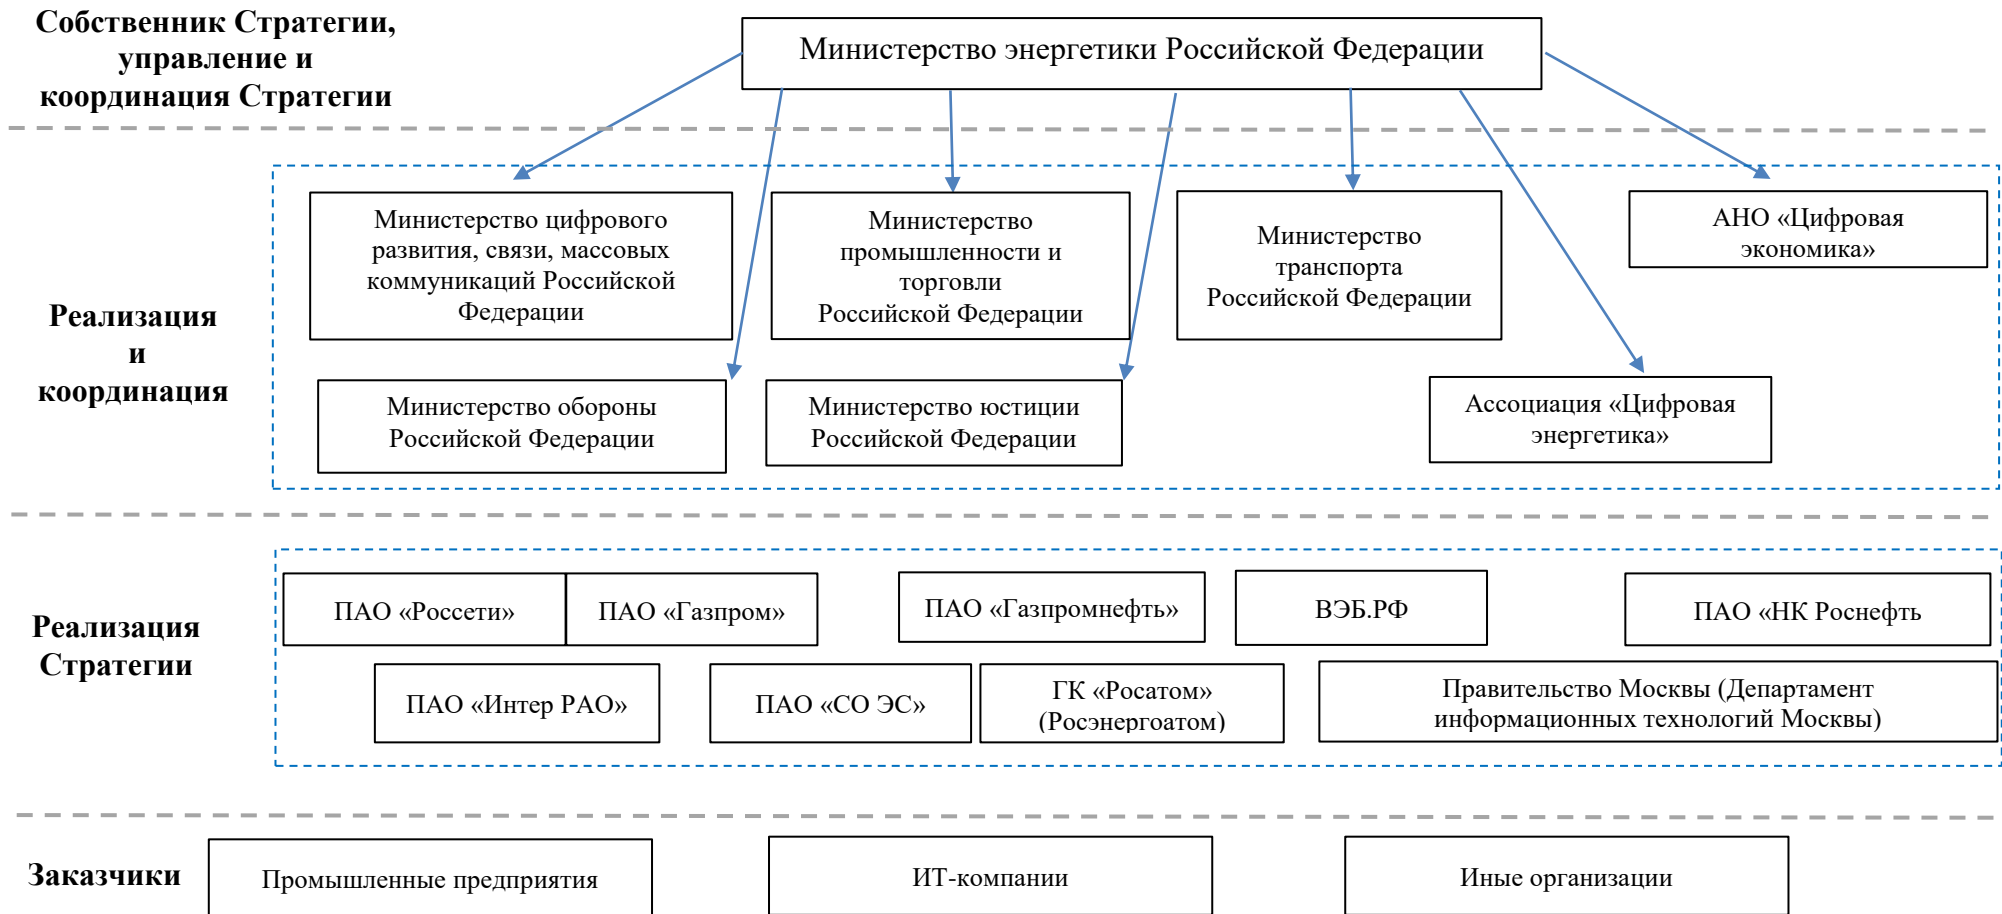 Собственник Стратегии,
управление и
координация Стратегии
Министерство энергетики Российской Федерации
Реализация
и
координация
Министерство цифрового
развития, связи, массовых
коммуникаций Российской
Федерации
Министерство
промышленности и
торговли
Российской Федерации
Министерство
транспорта
Российской Федерации
АНО «Цифровая
экономика»
Министерство обороны
Российской Федерации
Министерство юстиции
Российской Федерации
Ассоциация «Цифровая
энергетика»
Реализация
Стратегии
ПАО «Россети»
ПАО «Газпром»
ПАО «Газпромнефть»
ВЭБ.РФ
ПАО «НК Роснефть
ПАО «Интер РАО»
ПАО «СО ЭС»
ГК «Росатом»
(Росэнергоатом)
Правительство Москвы (Департамент
информационных технологий Москвы)
Заказчики
Промышленные предприятия
ИТ-компании
Иные организации